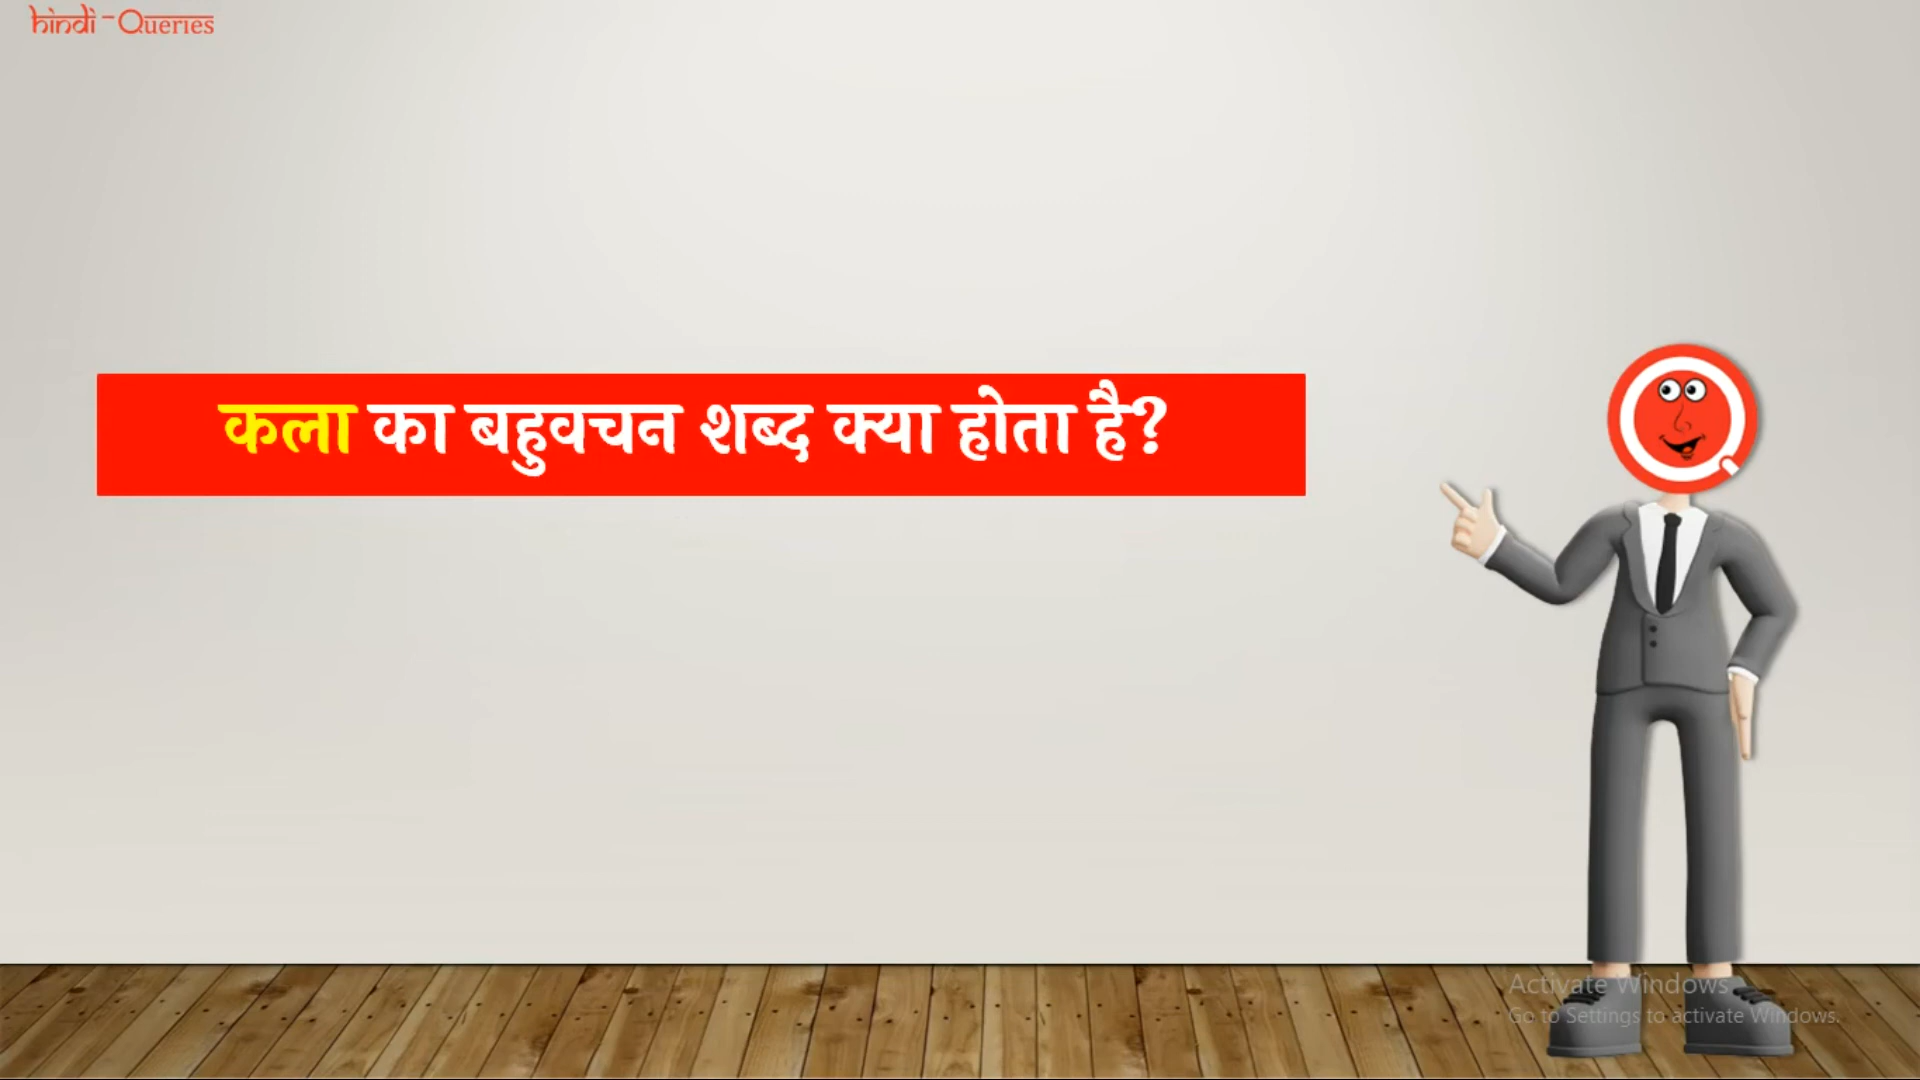 hindi-Queries
कला का बहुवचन शब्द क्या होता है?
Activate Windows
Go to Settings to activate Windows.